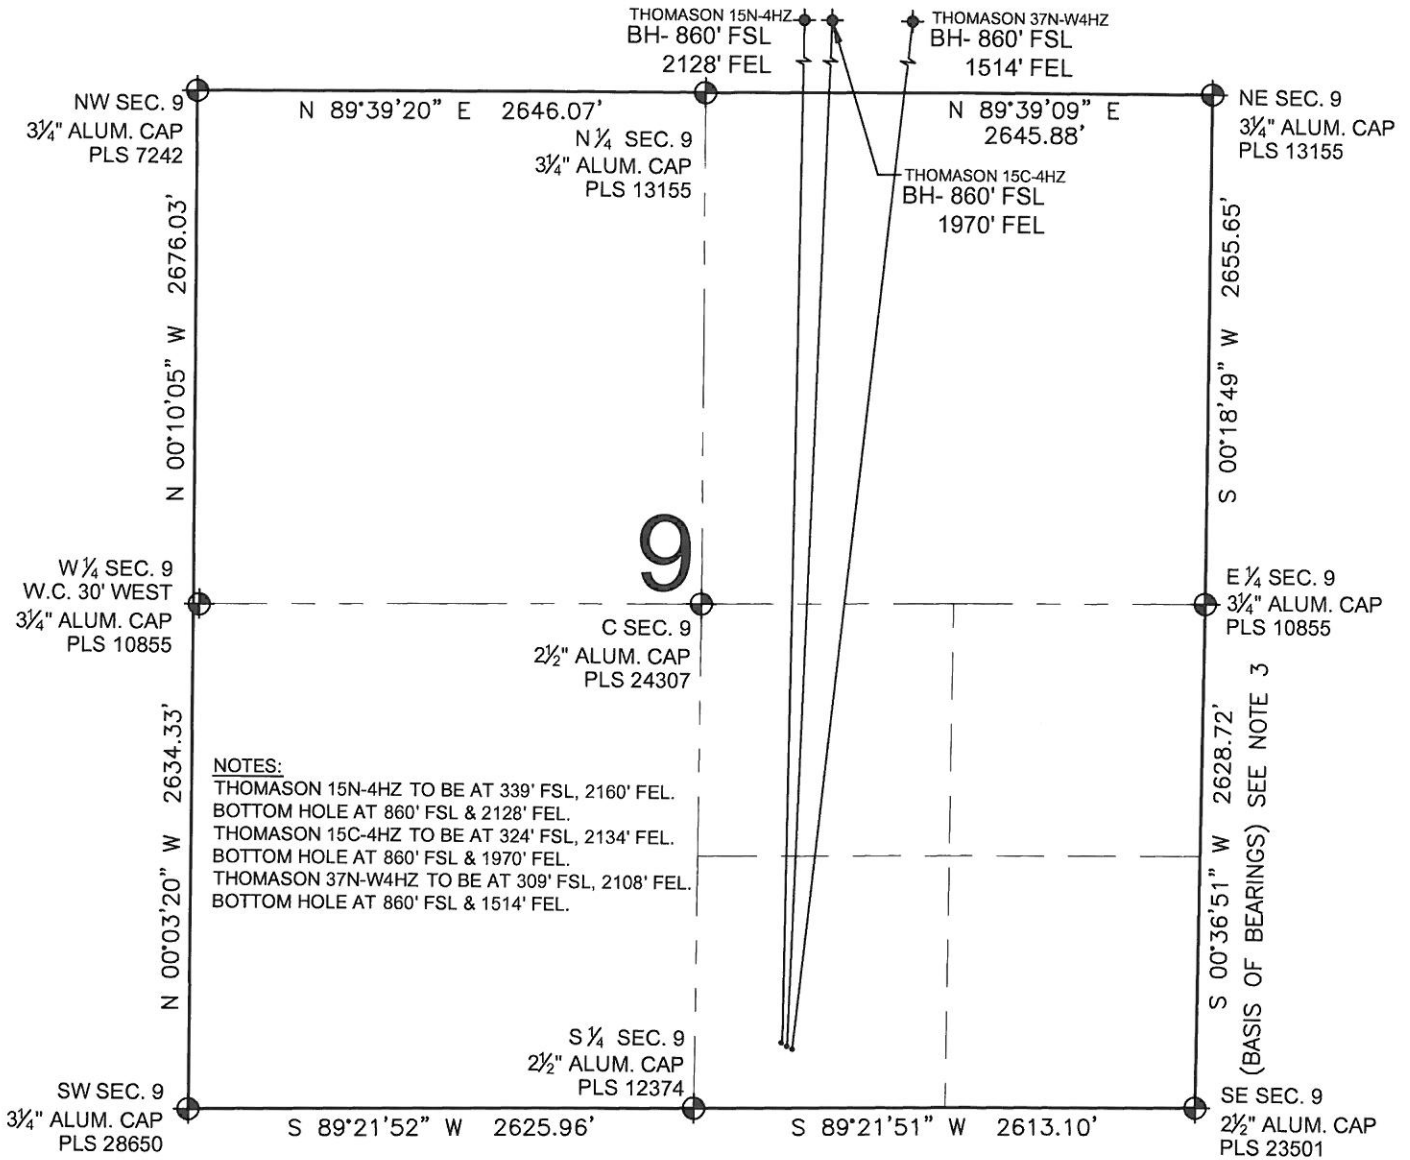 THOMASON 15N-4HZ
BH- 860' FSL
2128' FEL
THOMASON 37N-W4HZ
BH- 860' FSL
1514' FEL
NW SEC. 9
3¼" ALUM. CAP
PLS 7242
N 89°39'20" E 2646.07'
N ¼ SEC. 9
3¼" ALUM. CAP
PLS 13155
N 89°39'09" E
2645.88'
NE SEC. 9
3¼" ALUM. CAP
PLS 13155
THOMASON 15C-4HZ
BH- 860' FSL
1970' FEL
N 00°10'05" W 2676.03'
S 00°18'49" W 2655.65'
9
W ¼ SEC. 9
W.C. 30' WEST
3¼" ALUM. CAP
PLS 10855
C SEC. 9
2½" ALUM. CAP
PLS 24307
E ¼ SEC. 9
3¼" ALUM. CAP
PLS 10855
N 00°03'20" W 2634.33'
NOTES:
THOMASON 15N-4HZ TO BE AT 339' FSL, 2160' FEL.
BOTTOM HOLE AT 860' FSL & 2128' FEL.
THOMASON 15C-4HZ TO BE AT 324' FSL, 2134' FEL.
BOTTOM HOLE AT 860' FSL & 1970' FEL.
THOMASON 37N-W4HZ TO BE AT 309' FSL, 2108' FEL.
BOTTOM HOLE AT 860' FSL & 1514' FEL.
S 00°36'51" W 2628.72'
(BASIS OF BEARINGS) SEE NOTE 3
S ¼ SEC. 9
2½" ALUM. CAP
PLS 12374
SW SEC. 9
3¼" ALUM. CAP
PLS 28650
S 89°21'52" W 2625.96'
S 89°21'51" W 2613.10'
SE SEC. 9
2½" ALUM. CAP
PLS 23501